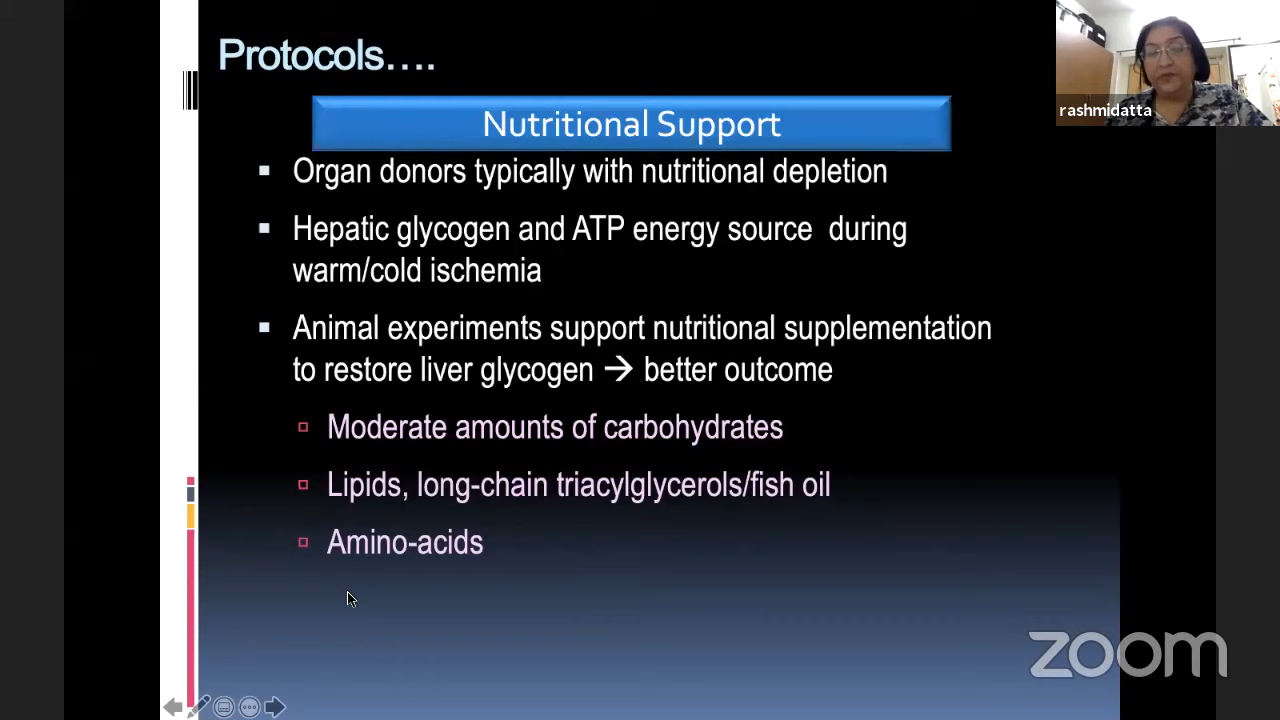 Protocols….
rashmidatta
Nutritional Support
Organ donors typically with nutritional depletion
Hepatic glycogen and ATP energy source during
warm/cold ischemia
Animal experiments support nutritional supplementation
to restore liver glycogen → better outcome
Moderate amounts of carbohydrates
Lipids, long-chain triacylglycerols/fish oil
Amino-acids
zoom